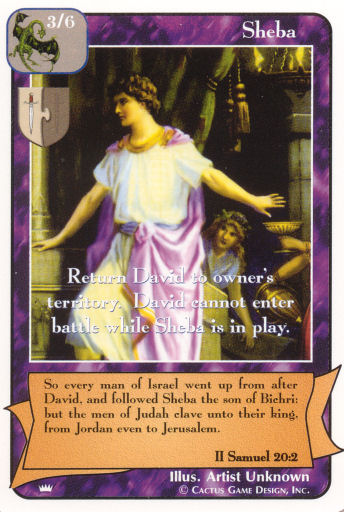 3/6
Sheba
Return David to owner's
territory. David cannot enter
battle while Sheba is in play.
So every man of Israel went up from after
David, and followed Sheba the son of Bichri:
but the men of Judah clave unto their king,
from Jordan even to Jerusalem.
II Samuel 20:2
Illus. Artist Unknown
© Cactus Game Design, Inc.